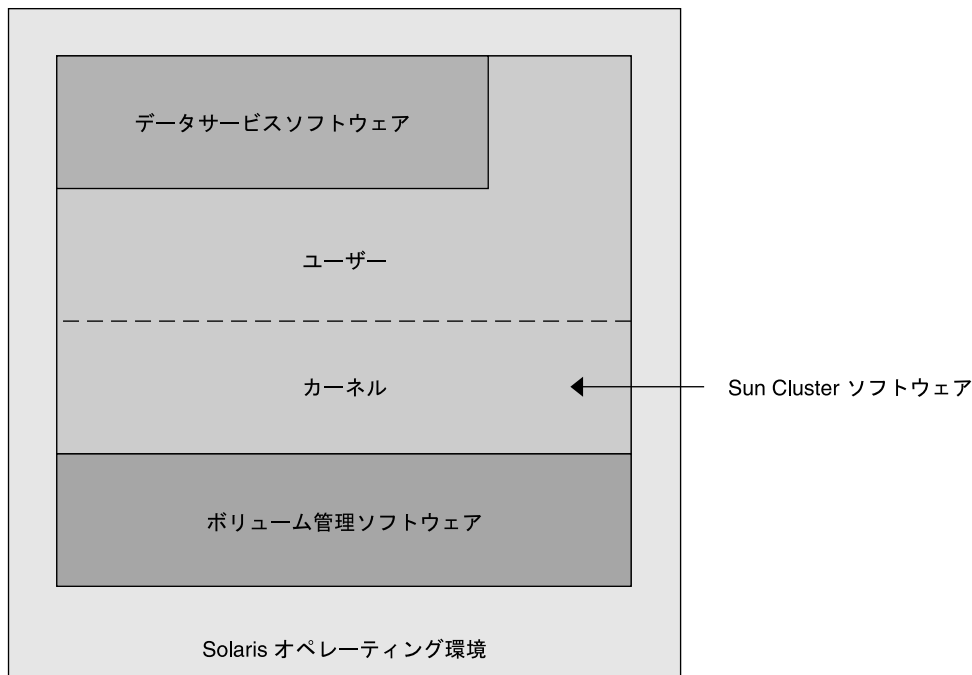 データサービスソフトウェア
ユーザー
カーネル
Sun Cluster ソフトウェア
ボリューム管理ソフトウェア
Solaris オペレーティング環境